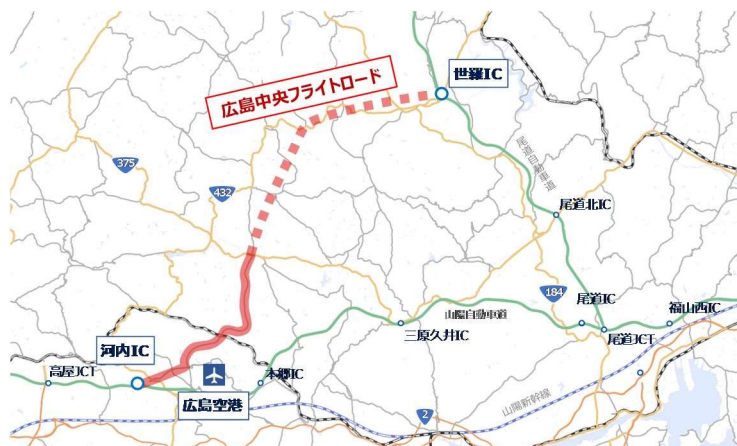 世羅IC
広島中央フライトロード
375
432
尾道自動車道
尾道北IC
184
尾道IC
福山西IC
山陽自動車道
三原久井IC
尾道JCT
河内IC
高屋JCT
本郷IC
広島空港
山陽新幹線
2